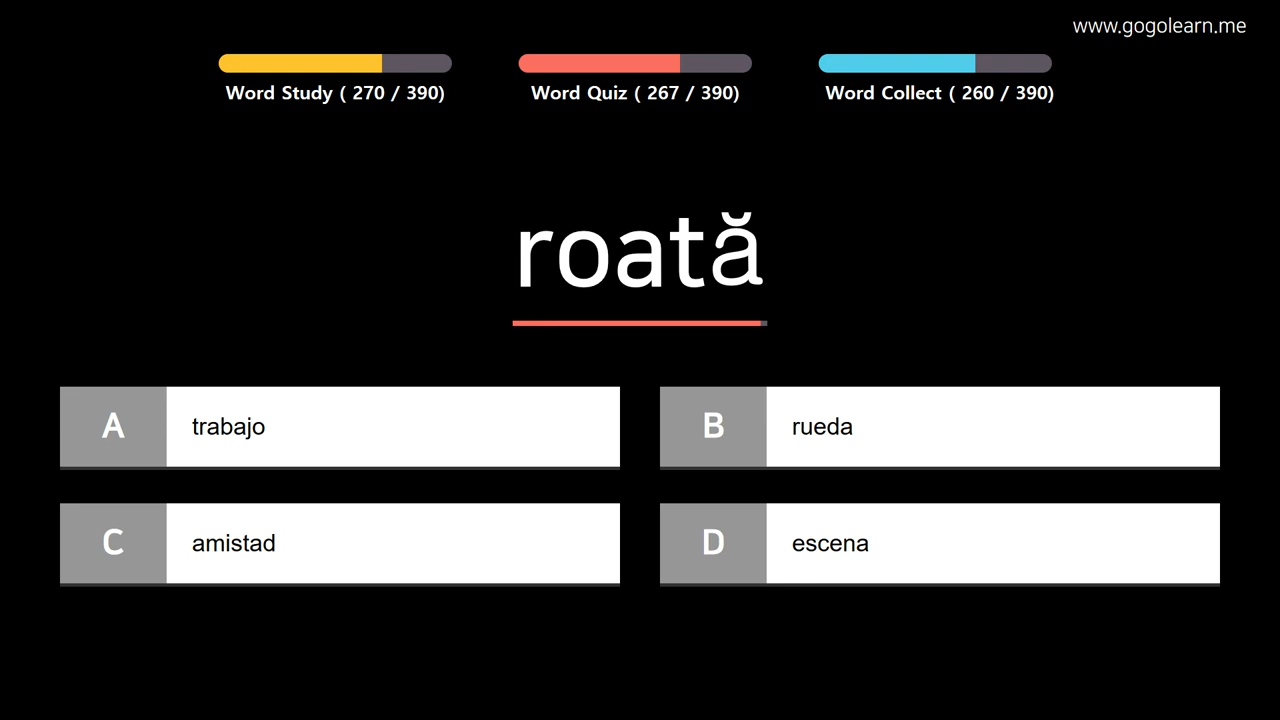 www.gogolearn.me
Word Study ( 270 / 390)
Word Quiz ( 267 / 390)
Word Collect ( 260 / 390)
roată
A trabajo
B rueda
C amistad
D escena